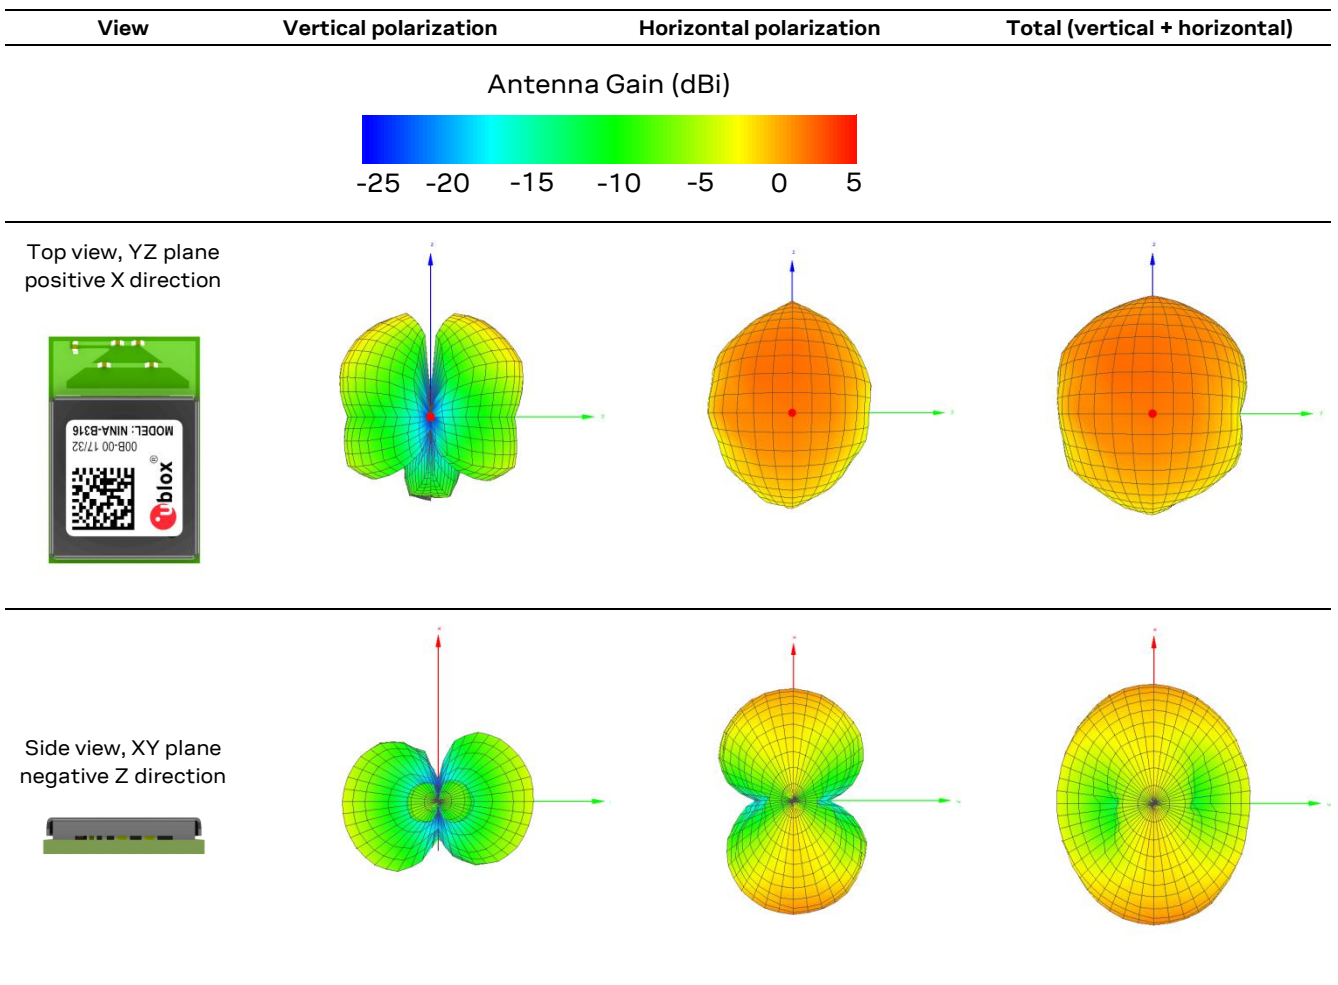 View Vertical polarization Horizontal polarization Total (vertical + horizontal)
Antenna Gain (dBi)
-25 -20 -15 -10 -5 0 5
Top view, YZ plane
positive X direction
MODEL: NINA-B316
00B-00 17/32
ublox ®
Side view, XY plane
negative Z direction